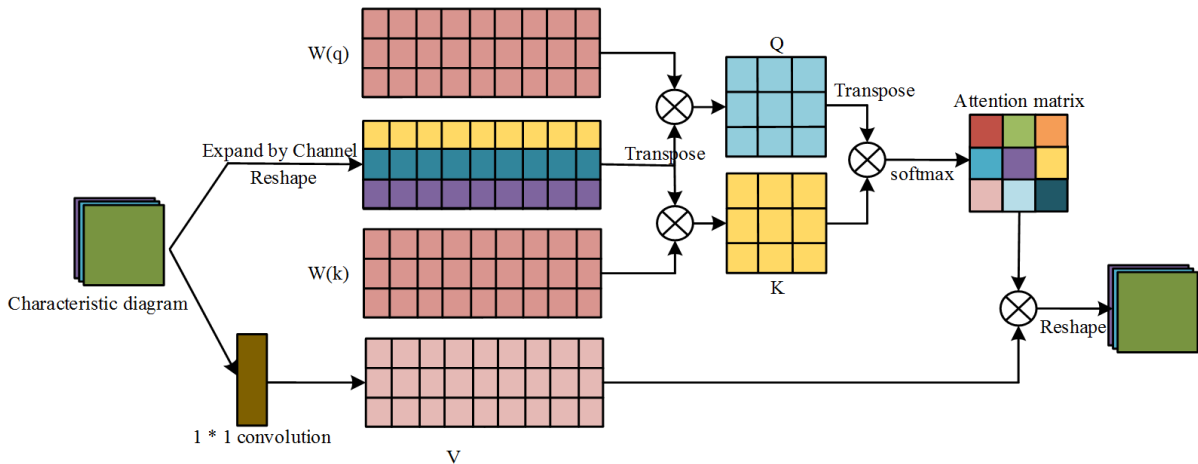 W(q)
Q
Transpose
Attention matrix
Expand by Channel
Reshape
Transpose
softmax
W(k)
K
Characteristic diagram
Reshape
1 * 1 convolution
V